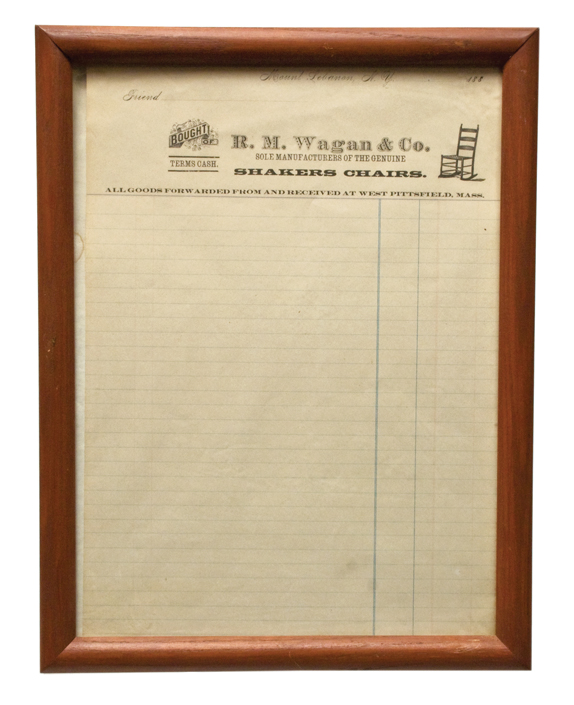 Mount Lebanon, N. Y. 188
Friend
BOUGHT OF
R. M. Wagan & Co.
TERMS CASH.
SOLE MANUFACTURERS OF THE GENUINE
SHAKERS CHAIRS.
ALL GOODS FORWARDED FROM AND RECEIVED AT WEST PITTSFIELD, MASS.